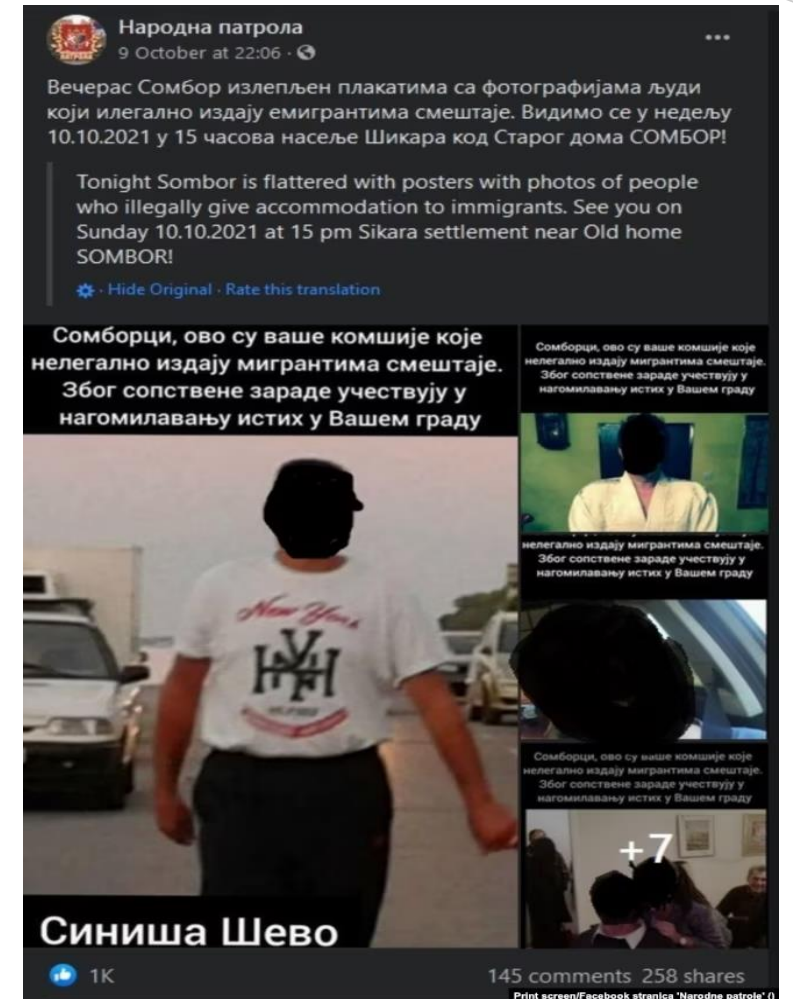 Народна патрола
9 October at 22:06 ·
Вечерас Сомбор излепљен плакатима са фотографијама људи
који илегално издају емигрантима смештаје. Видимо се у недељу
10.10.2021 у 15 часова насеље Шикара код Старог дома СОМБОР!
Tonight Sombor is flattered with posters with photos of people
who illegally give accommodation to immigrants. See you on
Sunday 10.10.2021 at 15 pm Sikara settlement near Old home
SOMBOR!
· Hide Original · Rate this translation
Сомборци, ово су ваше комшије које
нелегално издају мигрантима смештаје.
Због сопствене зараде учествују у
нагомилавању истих у Вашем граду
New York
Синиша Шево
Сомборци, ово су ваше комшије које
нелегално издају мигрантима смештаје.
Због сопствене зараде учествују у
нагомилавању истих у Вашем граду
нелегално издају мигрантима смештаје.
Због сопствене зараде учествују у
нагомилавању истих у Вашем граду
Сомборци, ово су ваше комшије које
нелегално издају мигрантима смештаје.
Због сопствене зараде учествују у
нагомилавању истих у Вашем граду
+7
1K
145 comments 258 shares
Print screen/Facebook stranica 'Narodne patrole' ()